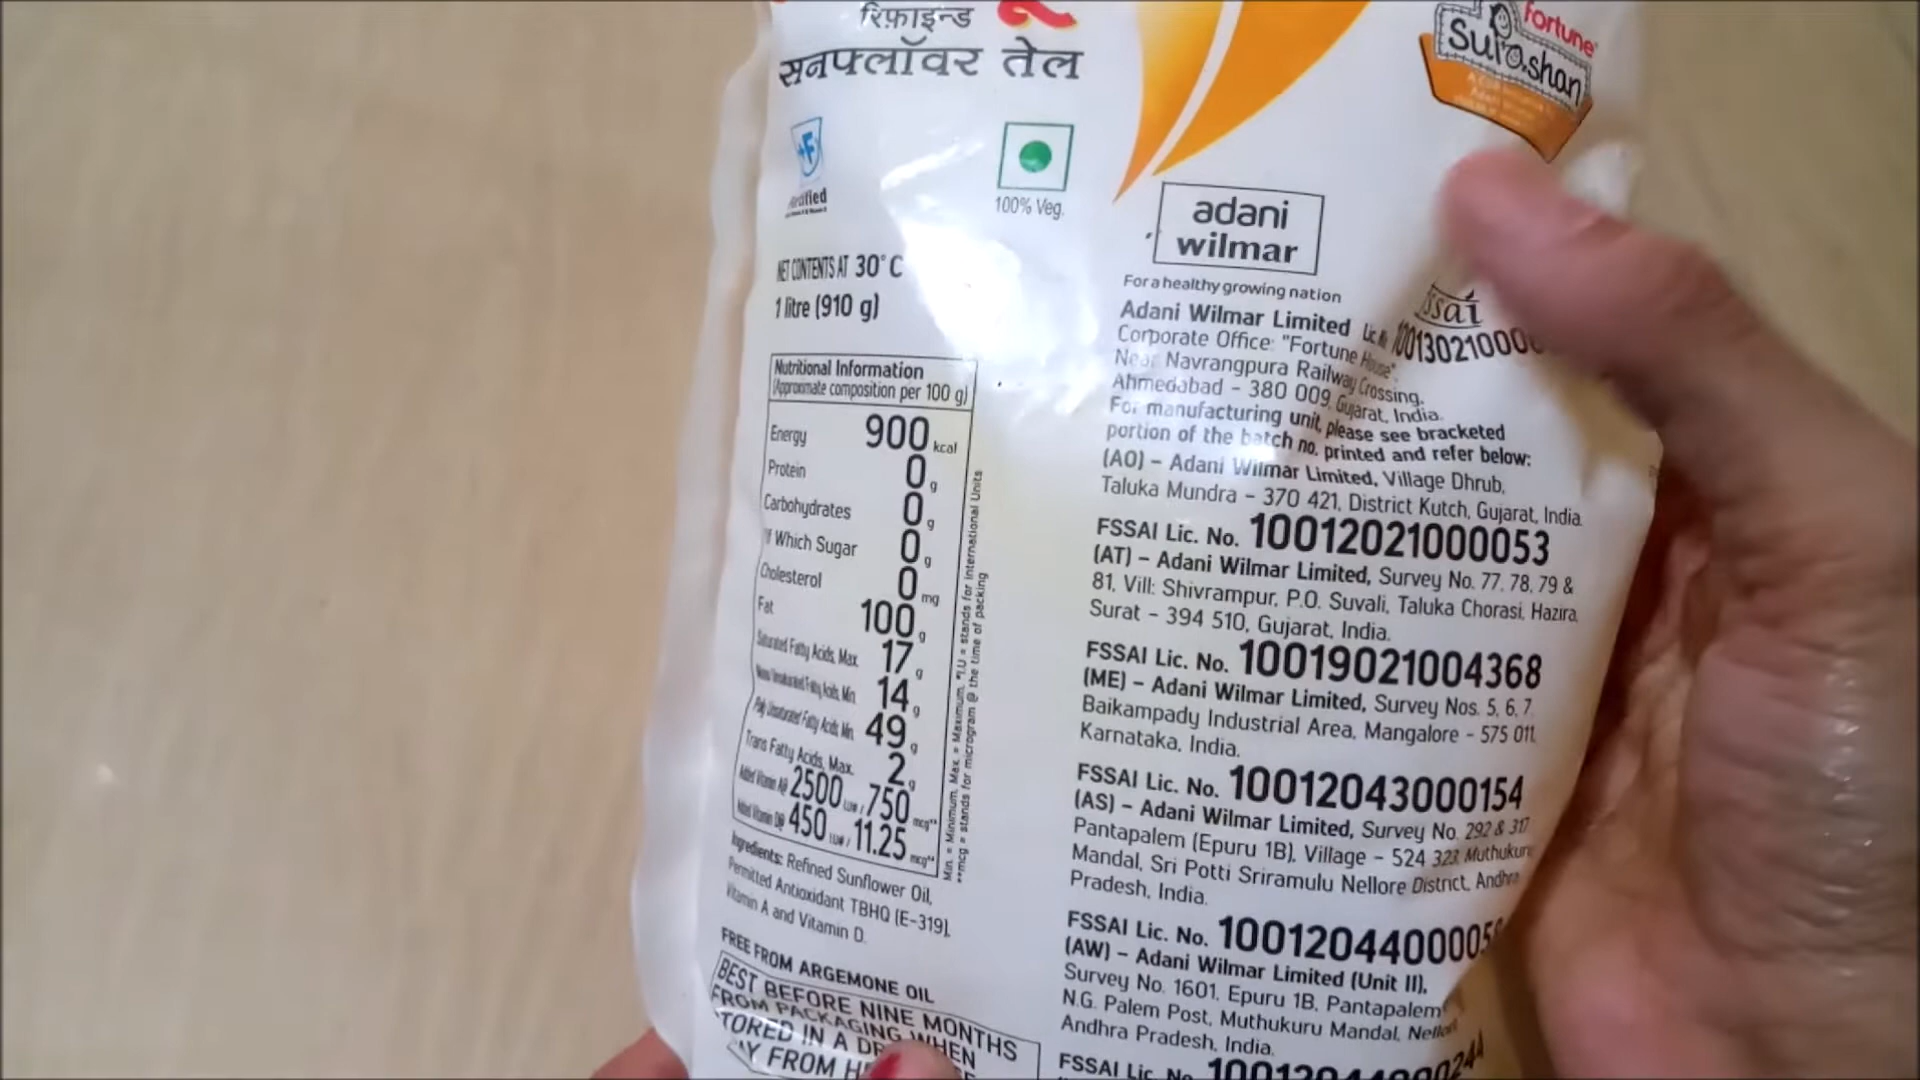 रिफ़ाइन्ड
सनफ्लॉवर तेल
+F
100% Veg.
NET CONTENTS AT 30°C
1 litre (910 g)
Nutritional Information
(Approximate composition per 100 g)
Energy 900 kcal
Protein 0 g
Carbohydrates 0 g
Of Which Sugar 0 g
Cholesterol 0 mg
Fat 100 g
Saturated Fatty Acids, Max. 17 g
Mono Unsaturated Fatty Acids, Min. 14 g
Poly Unsaturated Fatty Acids, Min. 49 g
Trans Fatty Acids, Max. 2 g
Added Vitamin A@ 2500 I.U*/ 750 mcg**
Added Vitamin D@ 450 I.U*/ 11.25 mcg**
Min. = Minimum, Max. = Maximum, *I.U = stands for International Units
**mcg = stands for microgram @ the time of packing
Ingredients: Refined Sunflower Oil,
Permitted Antioxidant TBHQ (E-319),
Vitamin A and Vitamin D.
FREE FROM ARGEMONE OIL
BEST BEFORE NINE MONTHS
FROM PACKAGING WHEN
TORED IN A
FROM
fortune
Suposhan
adani
wilmar
For a healthy growing nation
fssai
Lic. No. 1001302100
Adani Wilmar Limited
Corporate Office: "Fortune House",
Near Navrangpura Railway Crossing,
Ahmedabad - 380 009, Gujarat, India.
For manufacturing unit, please see bracketed
portion of the batch no. printed and refer below:
(AO) - Adani Wilmar Limited, Village Dhrub,
Taluka Mundra - 370 421, District Kutch, Gujarat, India.
FSSAI Lic. No. 10012021000053
(AT) - Adani Wilmar Limited, Survey No. 77, 78, 79 &
81, Vill: Shivrampur, P.O. Suvali, Taluka Chorasi, Hazira,
Surat - 394 510, Gujarat, India.
FSSAI Lic. No. 10019021004368
(ME) - Adani Wilmar Limited, Survey Nos. 5, 6, 7,
Baikampady Industrial Area, Mangalore - 575 011,
Karnataka, India.
FSSAI Lic. No. 10012043000154
(AS) - Adani Wilmar Limited, Survey No. 292 & 317
Pantapalem (Epuru 1B), Village - 524 323, Muthukuru
Mandal, Sri Potti Sriramulu Nellore District, Andhra
Pradesh, India.
FSSAI Lic. No. 1001204400005
(AW) - Adani Wilmar Limited (Unit II),
Survey No. 1601, Epuru 1B, Pantapalem
N.G. Palem Post, Muthukuru Mandal, Nellore
Andhra Pradesh, India.
FSSAI Lic. No.